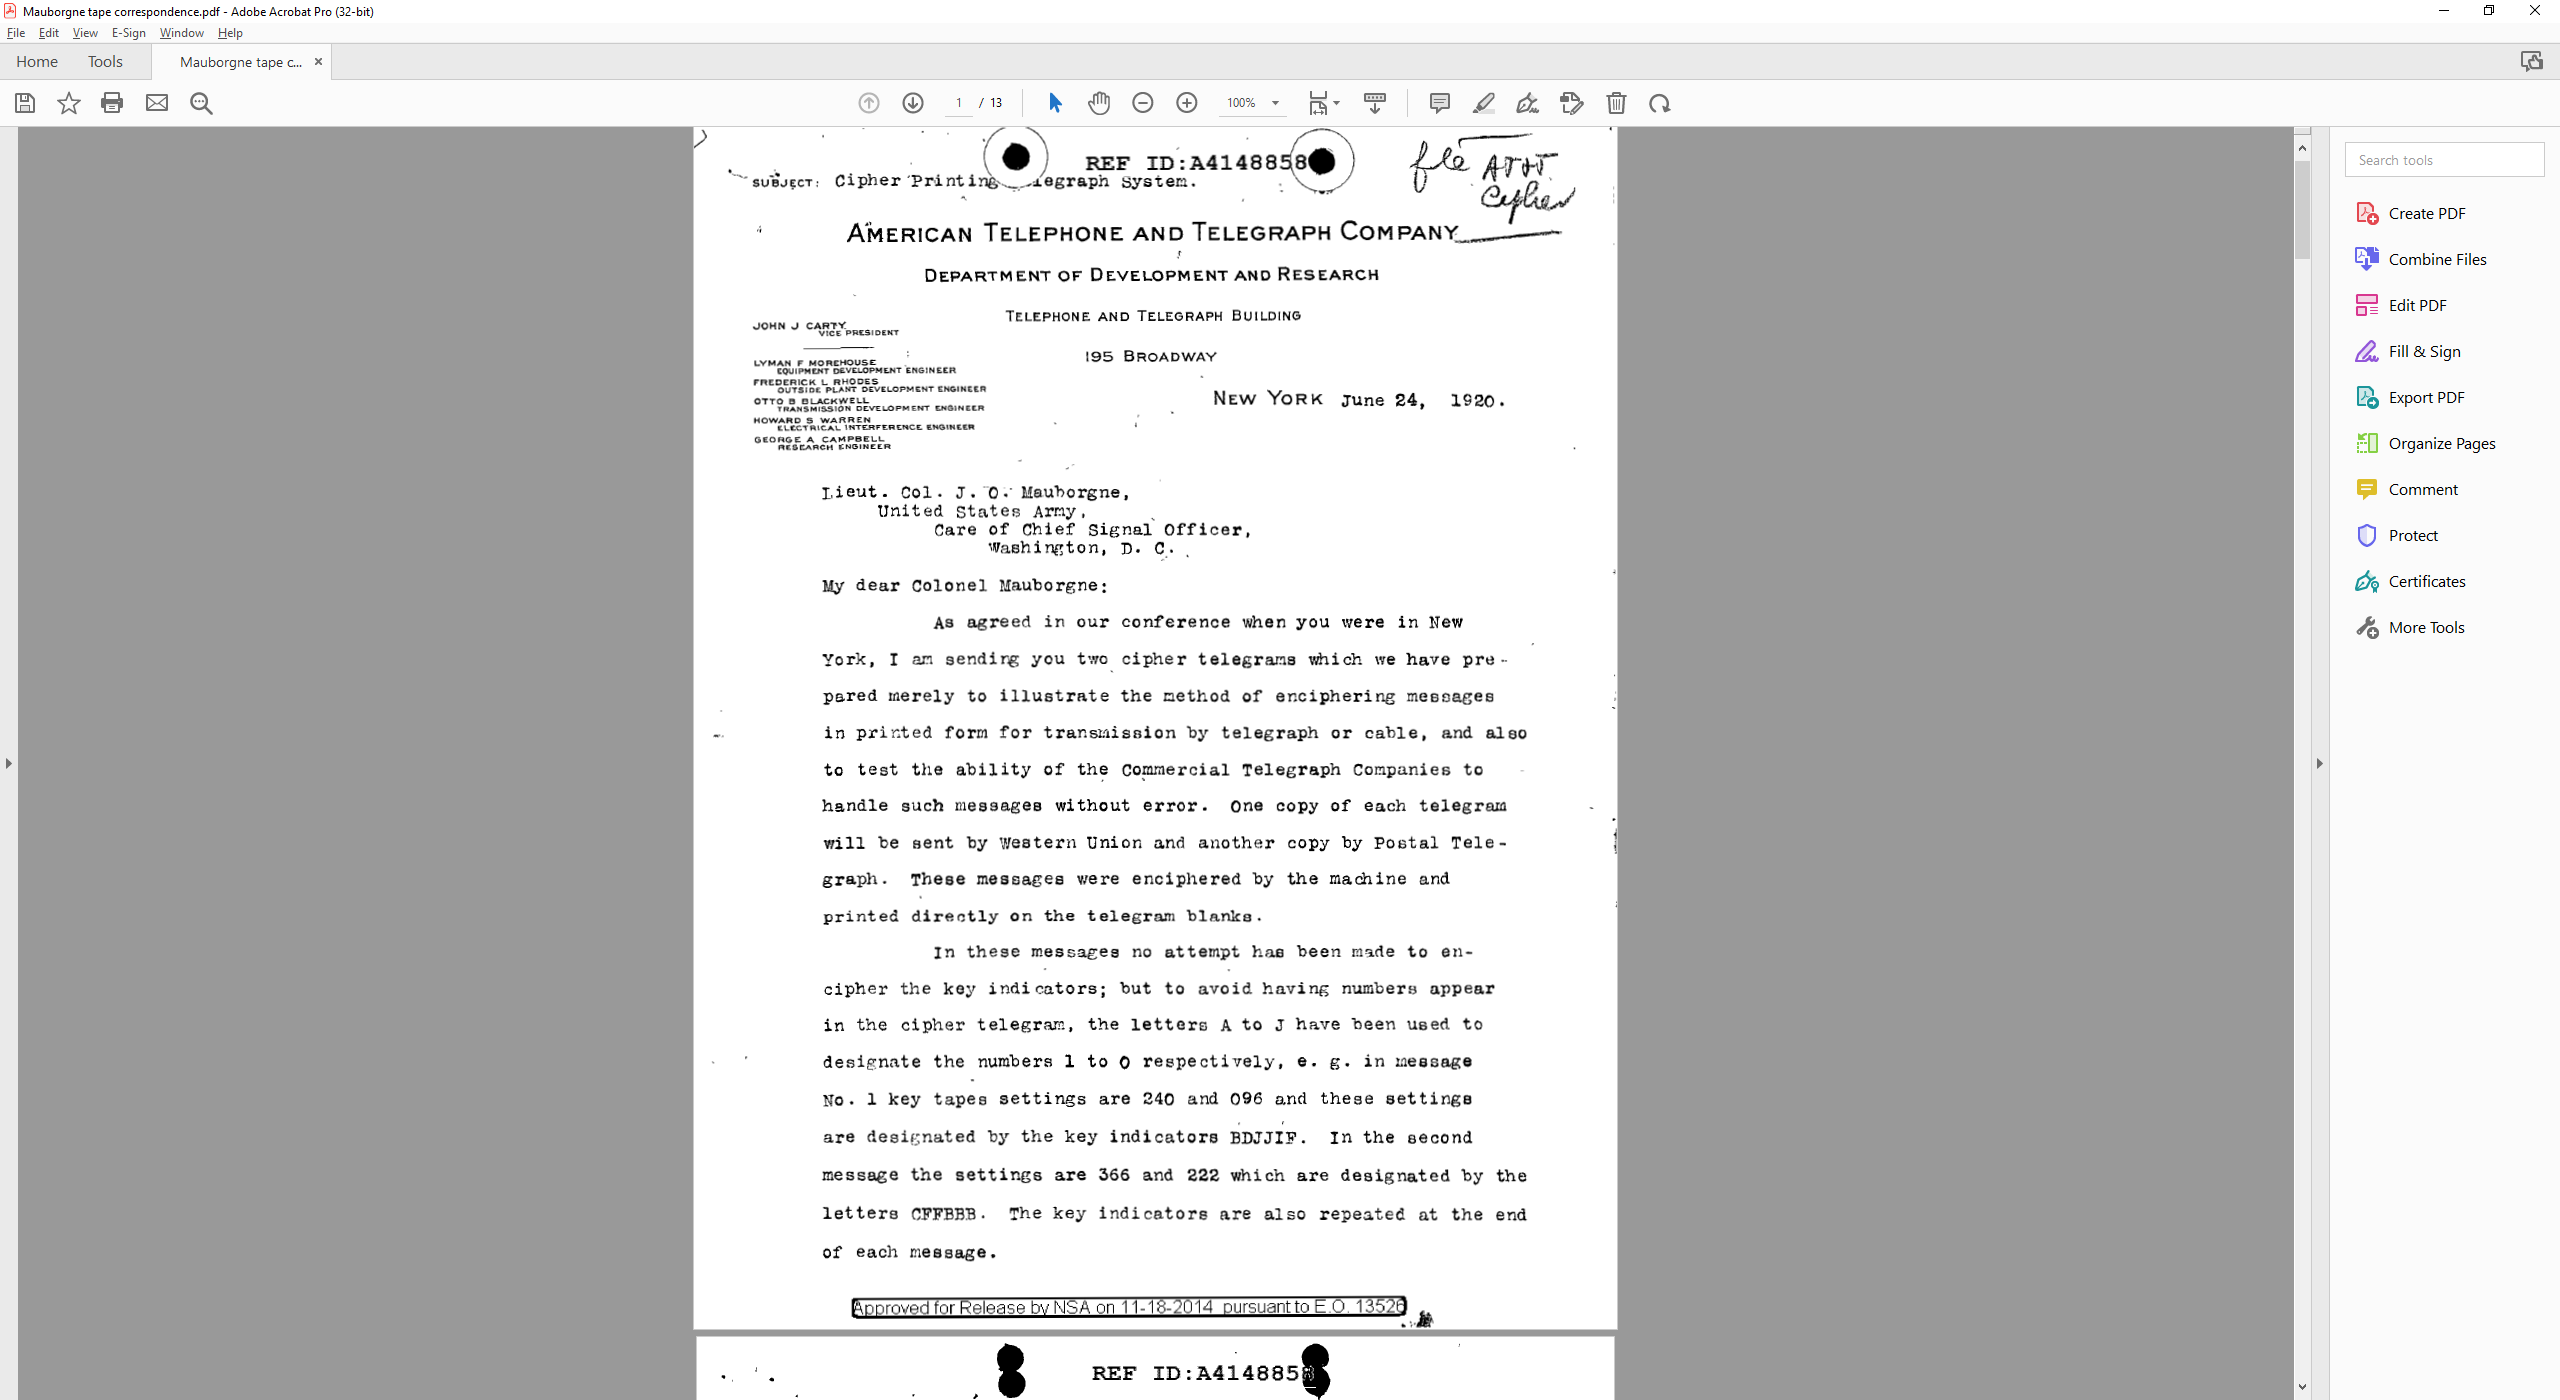 Mauborgne tape correspondence.pdf - Adobe Acrobat Pro (32-bit)
File Edit View E-Sign Window Help
Home Tools Mauborgne tape c...
1 / 13 100%
REF ID:A4148858
file AT&T
Cipher
SUBJECT: Cipher Printing Telegraph System.
AMERICAN TELEPHONE AND TELEGRAPH COMPANY
DEPARTMENT OF DEVELOPMENT AND RESEARCH
TELEPHONE AND TELEGRAPH BUILDING
195 BROADWAY
NEW YORK June 24, 1920.
JOHN J CARTY
VICE PRESIDENT
LYMAN F MOREHOUSE
EQUIPMENT DEVELOPMENT ENGINEER
FREDERICK L RHODES
OUTSIDE PLANT DEVELOPMENT ENGINEER
OTTO B BLACKWELL
TRANSMISSION DEVELOPMENT ENGINEER
HOWARD S WARREN
ELECTRICAL INTERFERENCE ENGINEER
GEORGE A CAMPBELL
RESEARCH ENGINEER
Lieut. Col. J. O. Mauborgne,
United States Army,
Care of Chief Signal Officer,
Washington, D. C.
My dear Colonel Mauborgne:
As agreed in our conference when you were in New
York, I am sending you two cipher telegrams which we have pre-
pared merely to illustrate the method of enciphering messages
in printed form for transmission by telegraph or cable, and also
to test the ability of the Commercial Telegraph Companies to
handle such messages without error. One copy of each telegram
will be sent by Western Union and another copy by Postal Tele-
graph. These messages were enciphered by the machine and
printed directly on the telegram blanks.
In these messages no attempt has been made to en-
cipher the key indicators; but to avoid having numbers appear
in the cipher telegram, the letters A to J have been used to
designate the numbers 1 to 0 respectively, e. g. in message
No. 1 key tapes settings are 240 and 096 and these settings
are designated by the key indicators BDJJIF. In the second
message the settings are 366 and 222 which are designated by the
letters CFFBBB. The key indicators are also repeated at the end
of each message.
Approved for Release by NSA on 11-18-2014 pursuant to E.O. 13526
REF ID:A4148858
Search tools
Create PDF
Combine Files
Edit PDF
Fill & Sign
Export PDF
Organize Pages
Comment
Protect
Certificates
More Tools